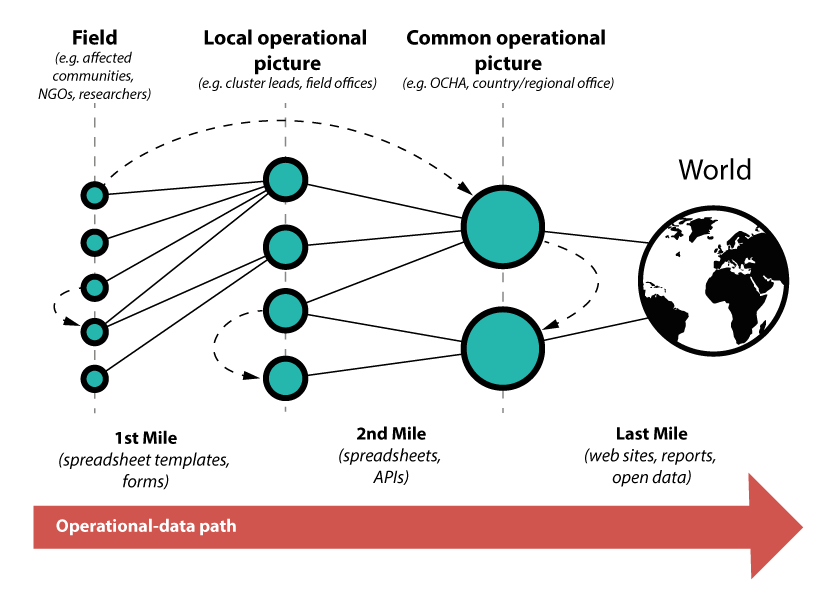 Field
(e.g. affected
communities,
NGOs, researchers)
Local operational
picture
(e.g. cluster leads, field offices)
Common operational
picture
(e.g. OCHA, country/regional office)
World
1st Mile
(spreadsheet templates,
forms)
2nd Mile
(spreadsheets,
APIs)
Last Mile
(web sites, reports,
open data)
Operational-data path